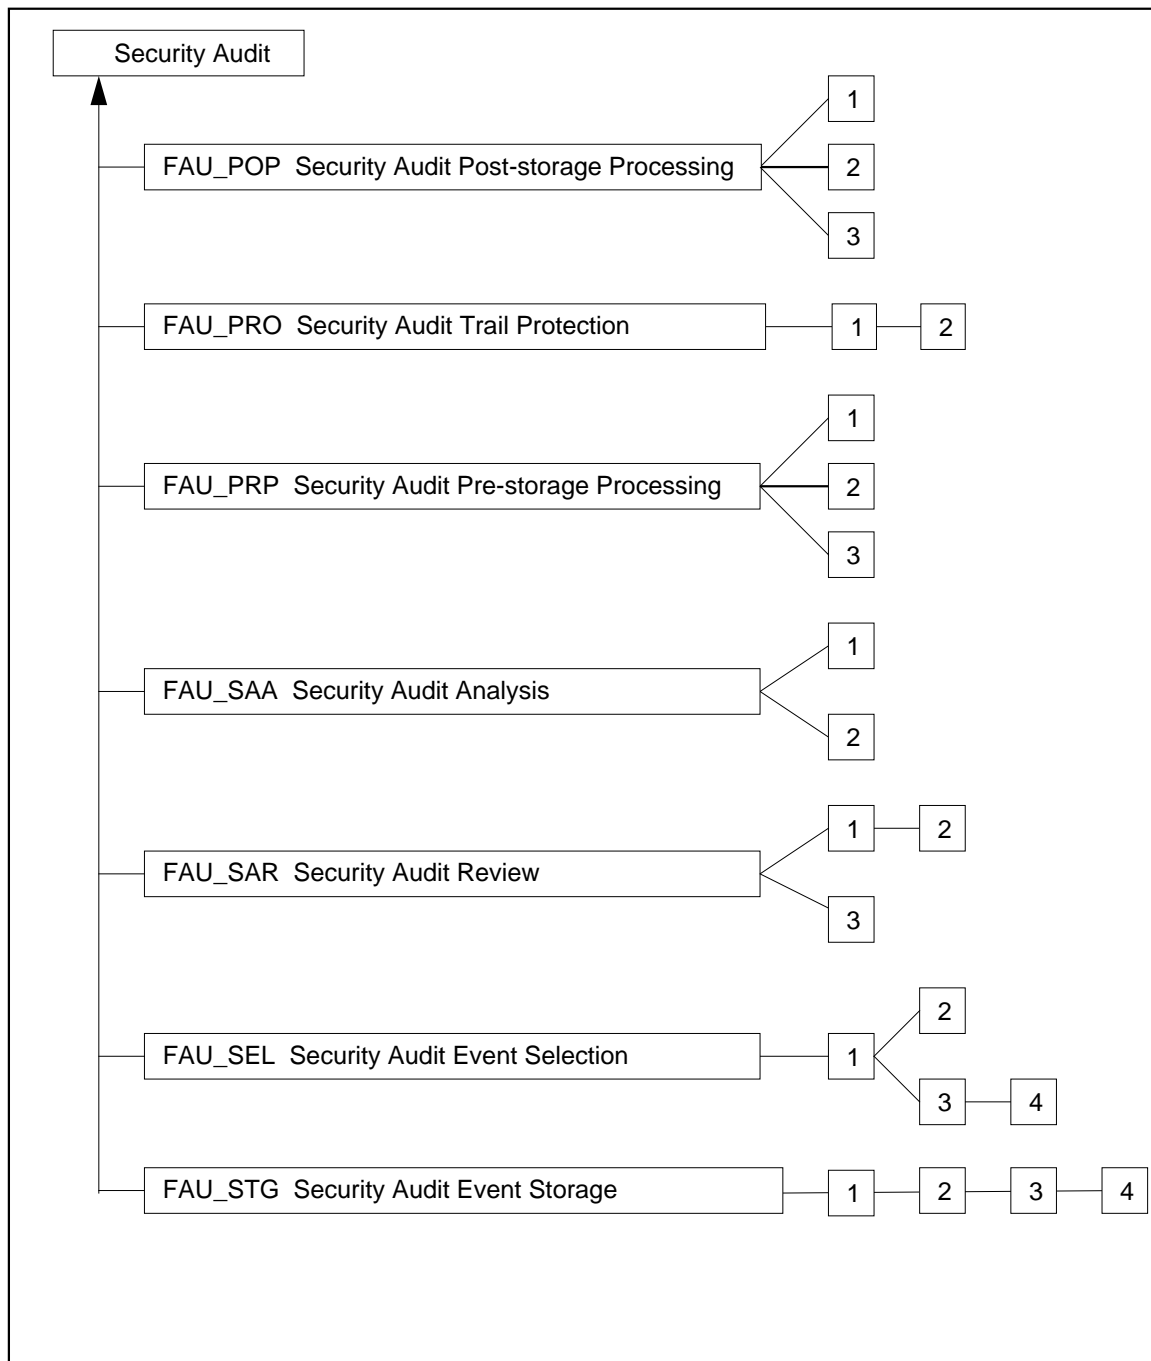 Security Audit
1
FAU_POP Security Audit Post-storage Processing
2
3
FAU_PRO Security Audit Trail Protection 1 2
1
FAU_PRP Security Audit Pre-storage Processing
2
3
1
FAU_SAA Security Audit Analysis
2
1 2
FAU_SAR Security Audit Review
3
2
FAU_SEL Security Audit Event Selection 1
3 4
FAU_STG Security Audit Event Storage 1 2 3 4